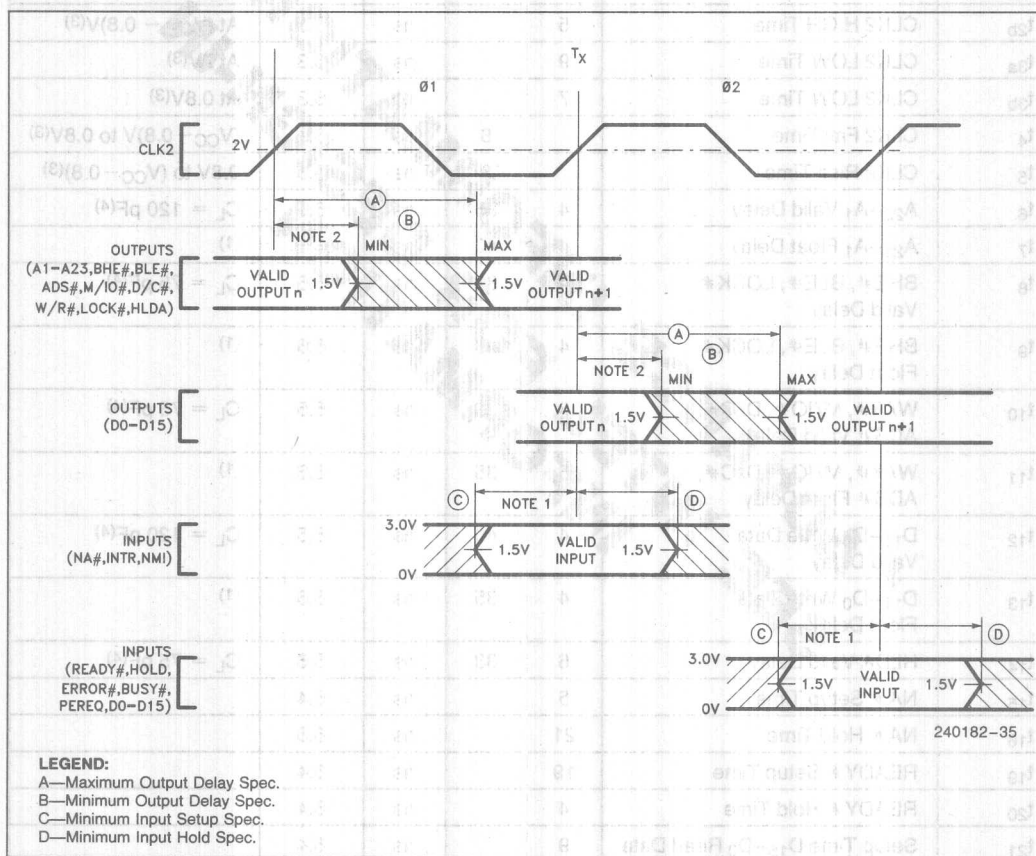 CLK2
2V
Ø1
TX
Ø2
A
B
NOTE 2
MIN
MAX
OUTPUTS
(A1–A23,BHE#,BLE#,
ADS#,M/IO#,D/C#,
W/R#,LOCK#,HLDA)
VALID
OUTPUT n
1.5V
1.5V
VALID
OUTPUT n+1
A
B
NOTE 2
MIN
MAX
OUTPUTS
(D0–D15)
VALID
OUTPUT n
1.5V
1.5V
VALID
OUTPUT n+1
C
NOTE 1
D
INPUTS
(NA#,INTR,NMI)
3.0V
0V
1.5V
VALID
INPUT
1.5V
C
NOTE 1
D
INPUTS
(READY#,HOLD,
ERROR#,BUSY#,
PEREQ,D0–D15)
3.0V
0V
1.5V
VALID
INPUT
1.5V
240182–35
LEGEND:
A—Maximum Output Delay Spec.
B—Minimum Output Delay Spec.
C—Minimum Input Setup Spec.
D—Minimum Input Hold Spec.